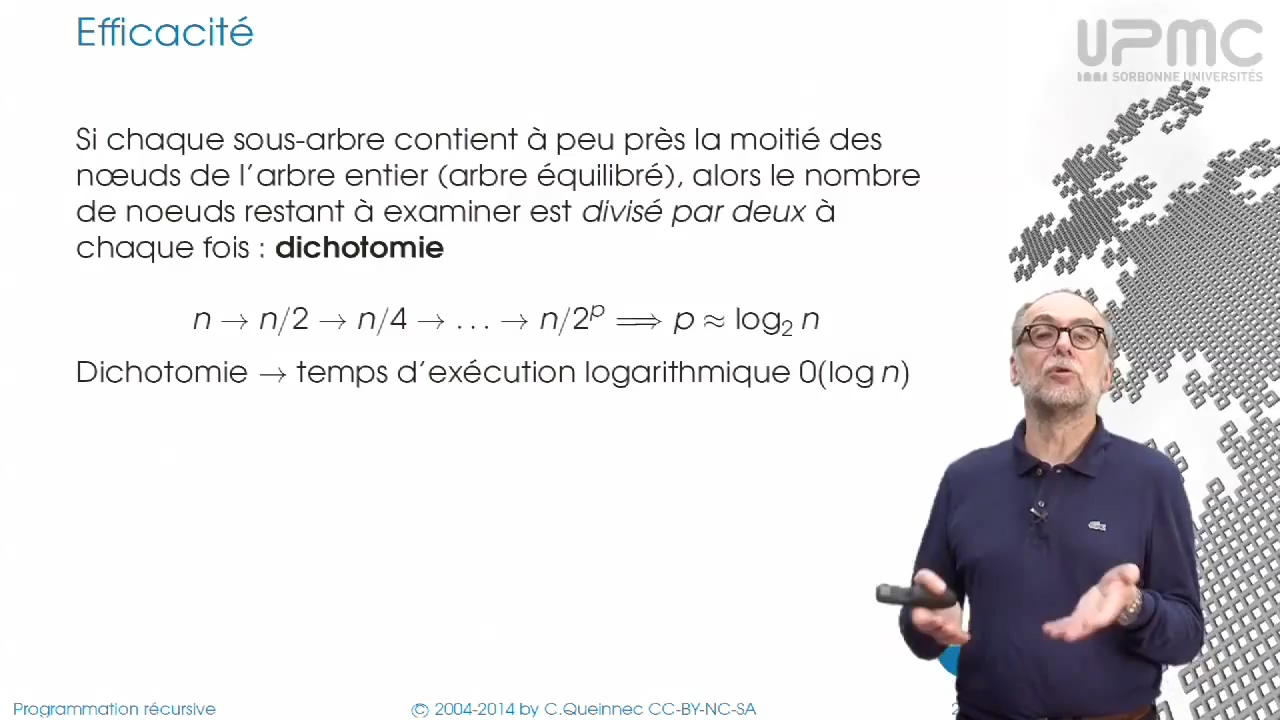 Efficacité
UPMC
SORBONNE UNIVERSITÉS
Si chaque sous-arbre contient à peu près la moitié des
nœuds de l'arbre entier (arbre équilibré), alors le nombre
de noeuds restant à examiner est divisé par deux à
chaque fois : dichotomie
n → n/2 → n/4 → … → n/2ᵖ ⟹ p ≈ log₂ n
Dichotomie → temps d'exécution logarithmique 0(log n)
Programmation récursive
© 2004-2014 by C.Queinnec CC-BY-NC-SA